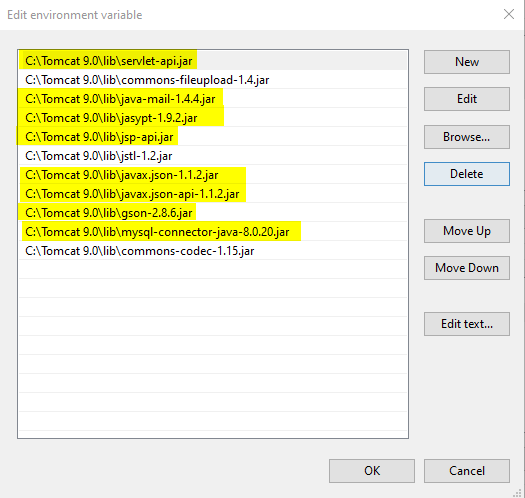 Edit environment variable
C:\Tomcat 9.0\lib\servlet-api.jar
C:\Tomcat 9.0\lib\commons-fileupload-1.4.jar
C:\Tomcat 9.0\lib\java-mail-1.4.4.jar
C:\Tomcat 9.0\lib\jasypt-1.9.2.jar
C:\Tomcat 9.0\lib\jsp-api.jar
C:\Tomcat 9.0\lib\jstl-1.2.jar
C:\Tomcat 9.0\lib\javax.json-1.1.2.jar
C:\Tomcat 9.0\lib\javax.json-api-1.1.2.jar
C:\Tomcat 9.0\lib\gson-2.8.6.jar
C:\Tomcat 9.0\lib\mysql-connector-java-8.0.20.jar
C:\Tomcat 9.0\lib\commons-codec-1.15.jar
New
Edit
Browse...
Delete
Move Up
Move Down
Edit text...
OK
Cancel